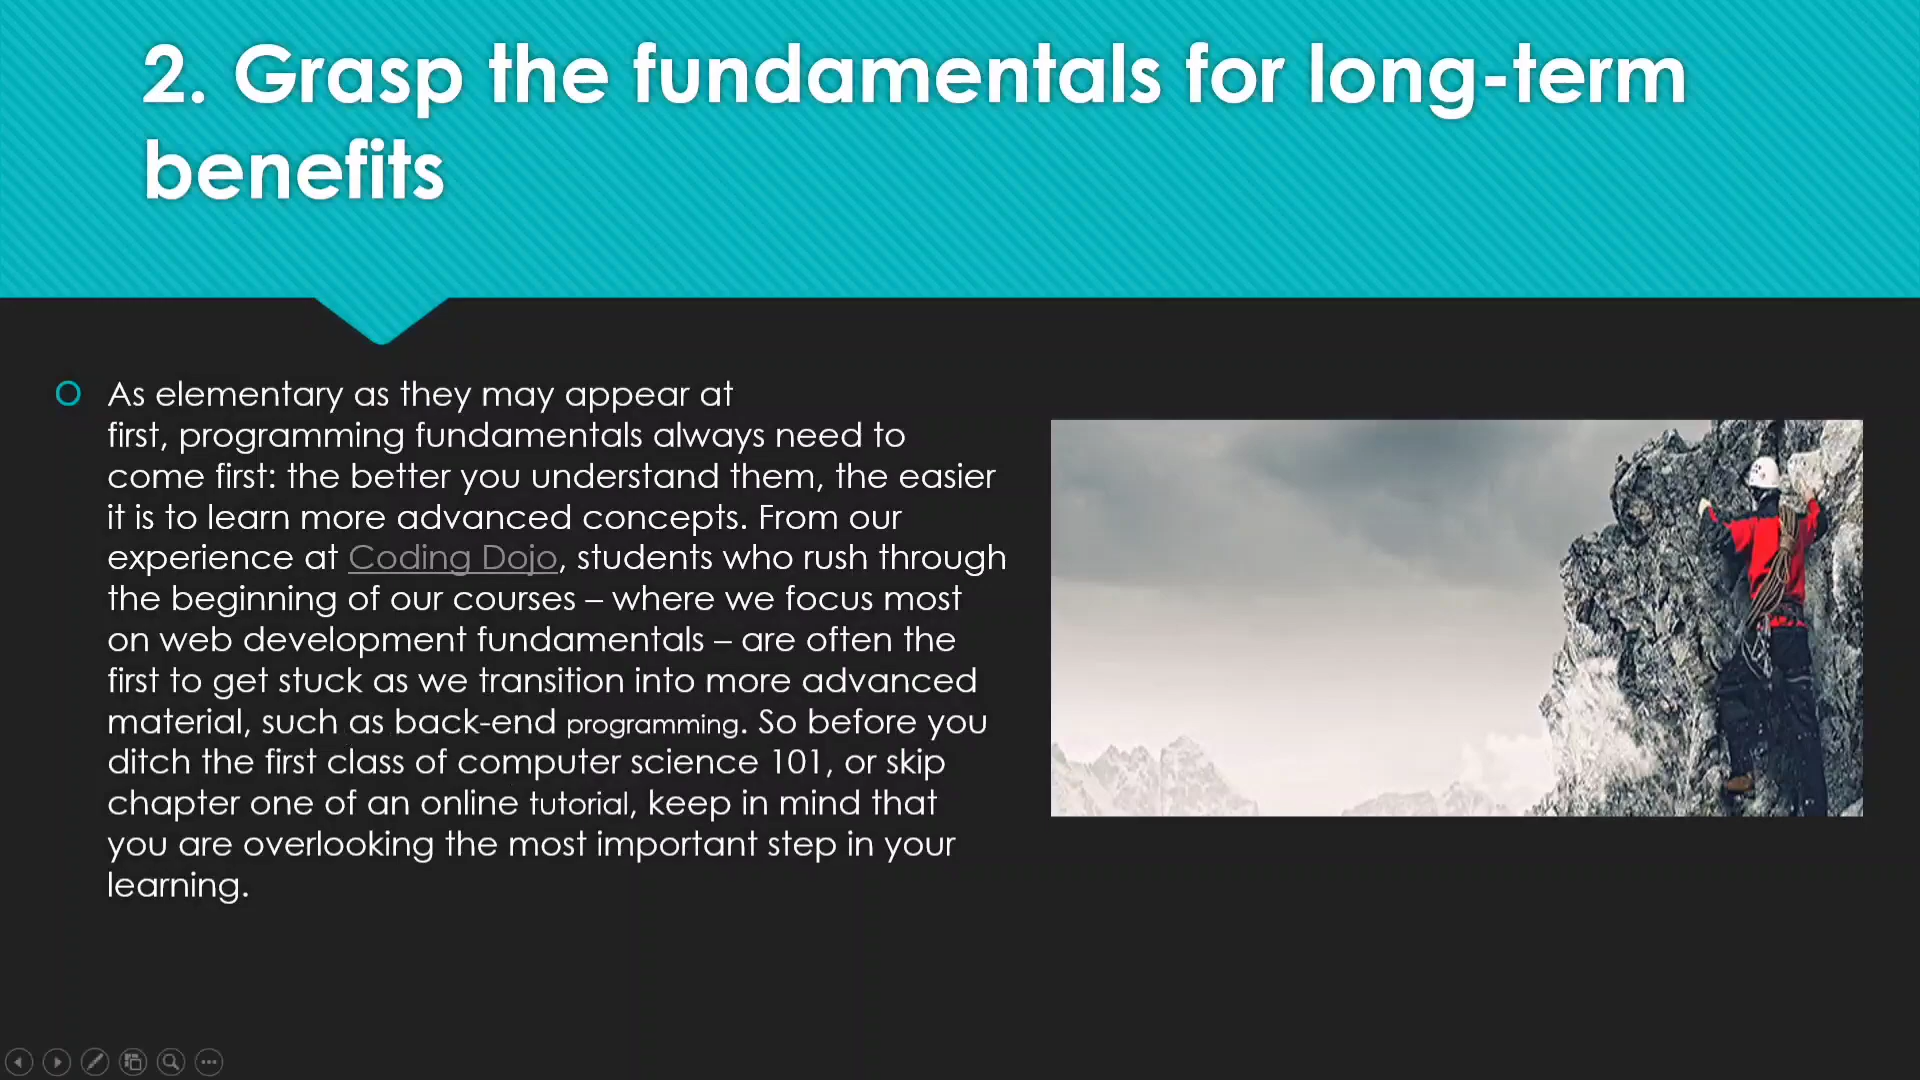 2. Grasp the fundamentals for long-term
benefits
As elementary as they may appear at
first, programming fundamentals always need to
come first: the better you understand them, the easier
it is to learn more advanced concepts. From our
experience at Coding Dojo, students who rush through
the beginning of our courses – where we focus most
on web development fundamentals – are often the
first to get stuck as we transition into more advanced
material, such as back-end programming. So before you
ditch the first class of computer science 101, or skip
chapter one of an online tutorial, keep in mind that
you are overlooking the most important step in your
learning.